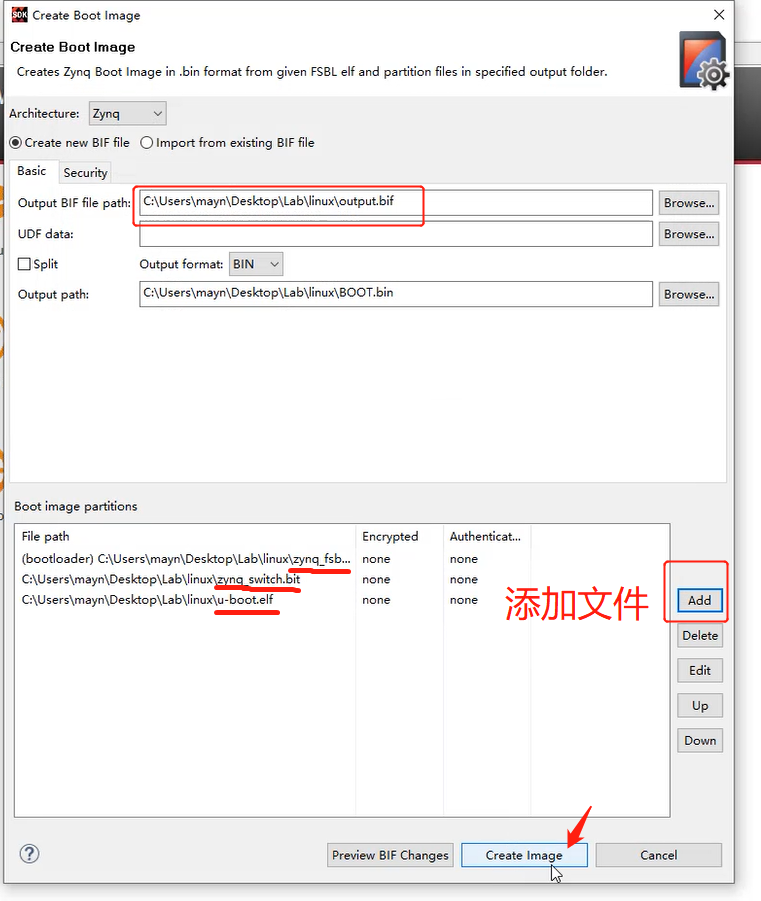 SDK Create Boot Image
Create Boot Image
Creates Zynq Boot Image in .bin format from given FSBL elf and partition files in specified output folder.
Architecture: Zynq
Create new BIF file Import from existing BIF file
Basic Security
Output BIF file path: C:\Users\mayn\Desktop\Lab\linux\output.bif Browse...
UDF data: Browse...
Split Output format: BIN
Output path: C:\Users\mayn\Desktop\Lab\linux\BOOT.bin Browse...
Boot image partitions
File path Encrypted Authenticat...
(bootloader) C:\Users\mayn\Desktop\Lab\linux\zynq_fsb... none none
C:\Users\mayn\Desktop\Lab\linux\zynq_switch.bit none none
C:\Users\mayn\Desktop\Lab\linux\u-boot.elf none none
添加文件 Add
Delete
Edit
Up
Down
? Preview BIF Changes Create Image Cancel